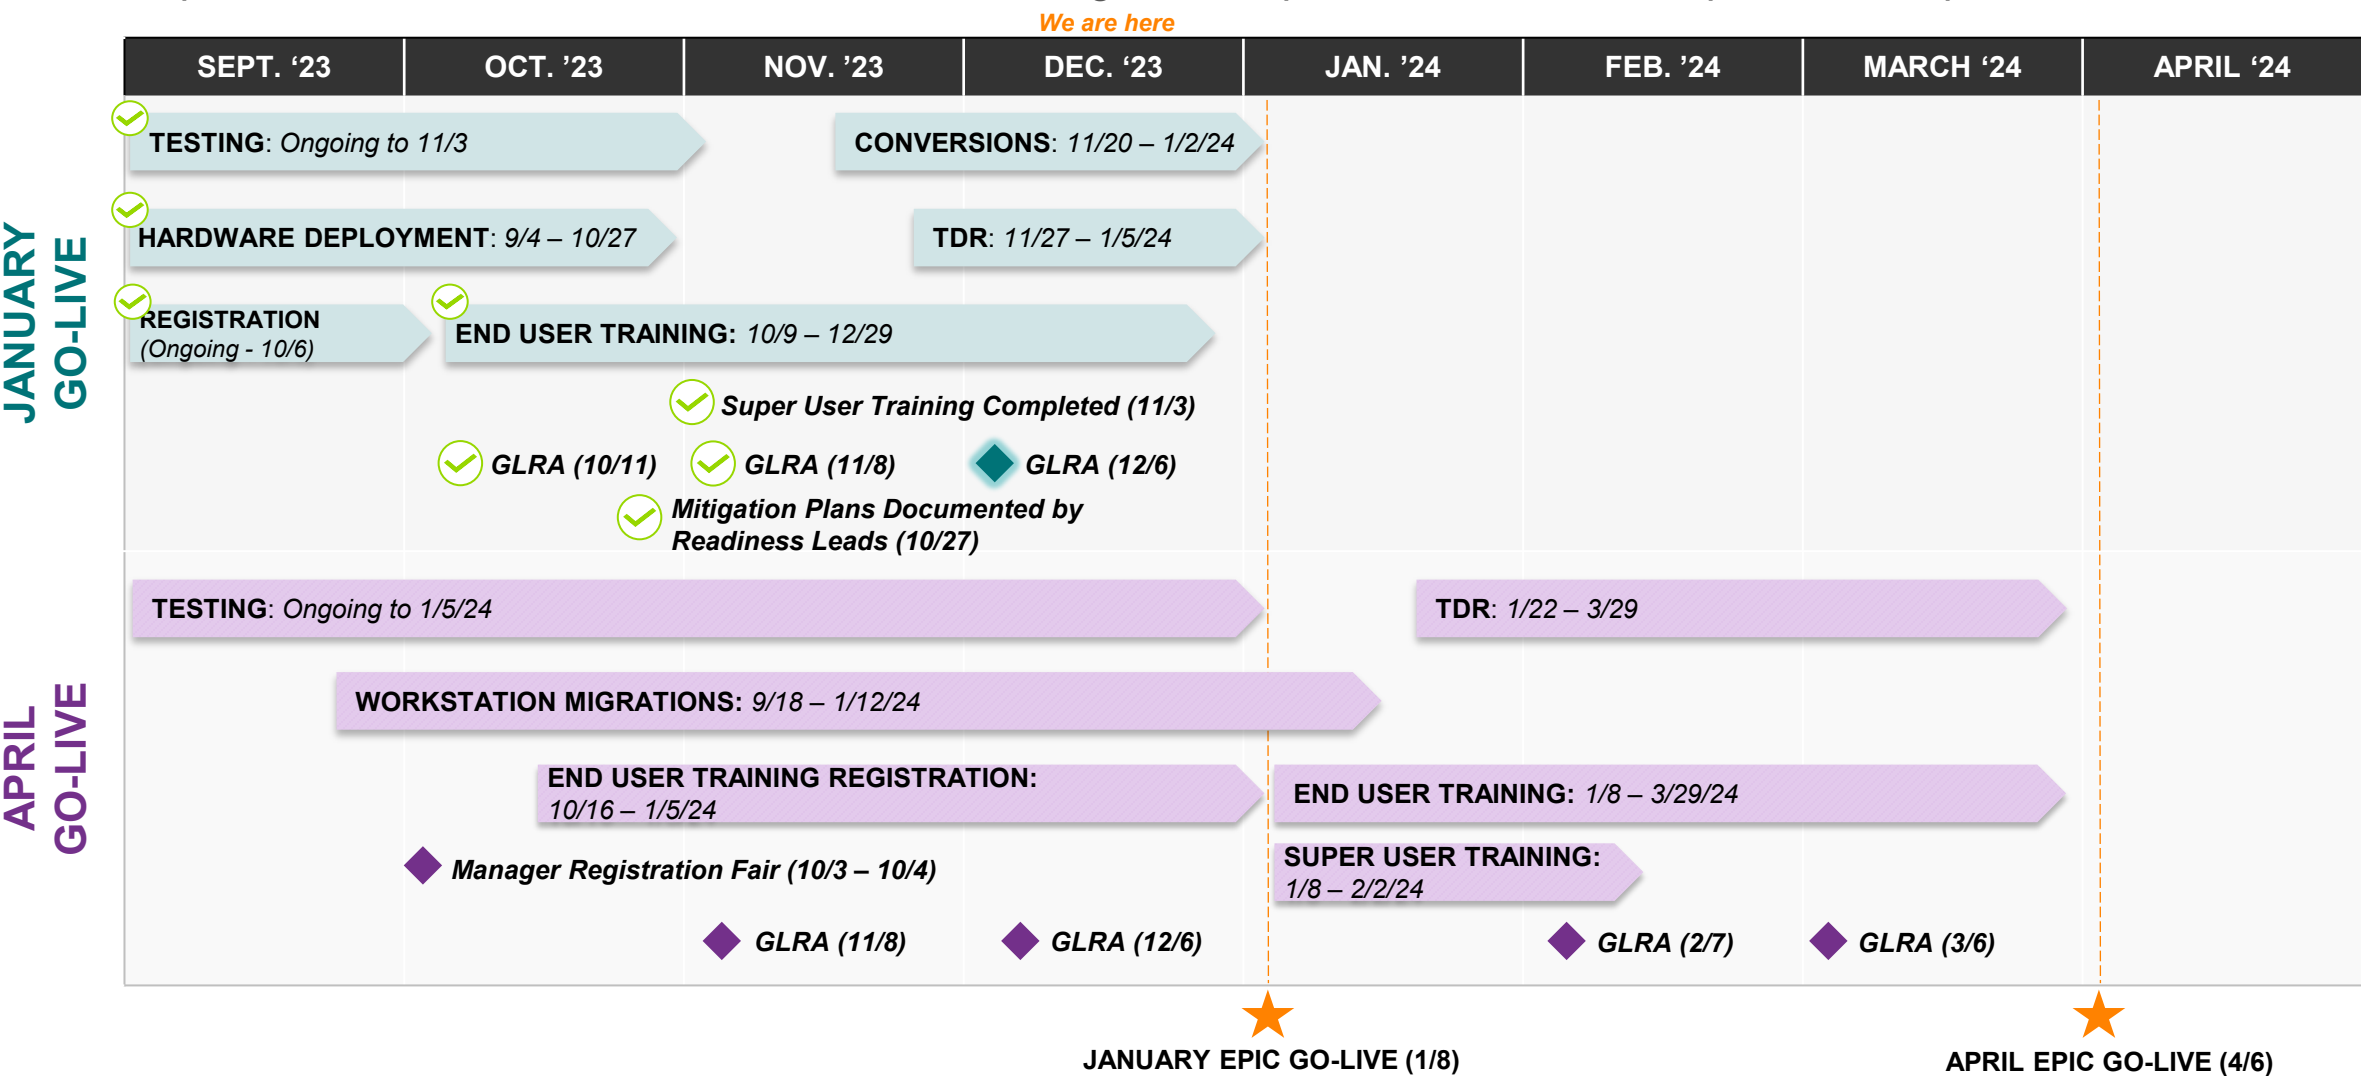 We are here
SEPT. ‘23 OCT. ’23 NOV. ’23 DEC. ‘23 JAN. ’24 FEB. ’24 MARCH ‘24 APRIL ‘24
JANUARY
GO-LIVE
TESTING: Ongoing to 11/3
CONVERSIONS: 11/20 – 1/2/24
HARDWARE DEPLOYMENT: 9/4 – 10/27
TDR: 11/27 – 1/5/24
REGISTRATION
(Ongoing - 10/6)
END USER TRAINING: 10/9 – 12/29
Super User Training Completed (11/3)
GLRA (10/11)
GLRA (11/8)
GLRA (12/6)
Mitigation Plans Documented by
Readiness Leads (10/27)
APRIL
GO-LIVE
TESTING: Ongoing to 1/5/24
TDR: 1/22 – 3/29
WORKSTATION MIGRATIONS: 9/18 – 1/12/24
END USER TRAINING REGISTRATION:
10/16 – 1/5/24
END USER TRAINING: 1/8 – 3/29/24
Manager Registration Fair (10/3 – 10/4)
SUPER USER TRAINING:
1/8 – 2/2/24
GLRA (11/8)
GLRA (12/6)
GLRA (2/7)
GLRA (3/6)
JANUARY EPIC GO-LIVE (1/8)
APRIL EPIC GO-LIVE (4/6)